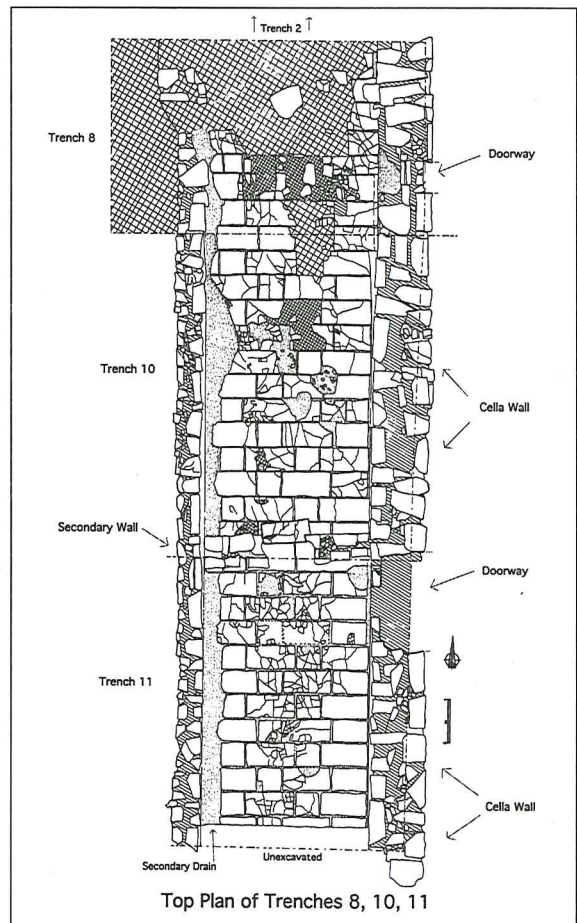 ↑ Trench 2 ↑
Trench 8
Doorway
Trench 10
Cella Wall
Secondary Wall
Doorway
Trench 11
Cella Wall
Secondary Drain
Unexcavated
Top Plan of Trenches 8, 10, 11